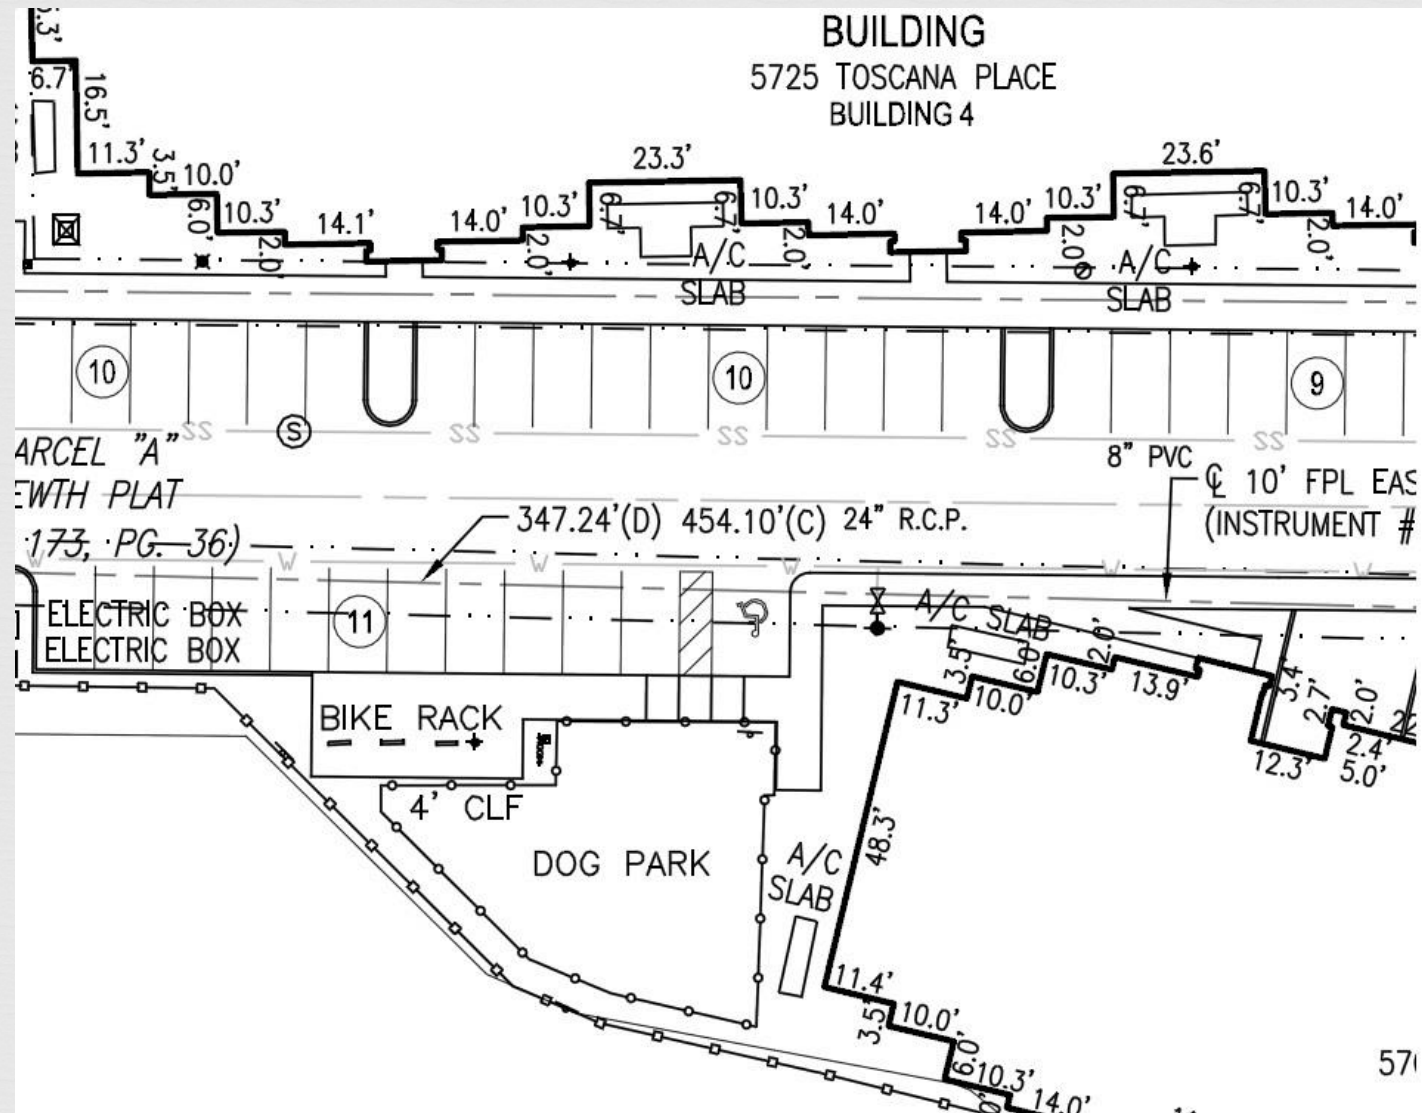 BUILDING
5725 TOSCANA PLACE
BUILDING 4
5.3'
6.7'
16.5'
11.3'
3.5'
10.0'
6.0'
10.3'
2.0'
14.1'
14.0'
10.3'
2.0'
23.3'
6.7'
6.7'
10.3'
2.0'
14.0'
14.0'
10.3'
2.0'
23.6'
6.7'
6.7'
10.3'
2.0'
14.0'
A/C
SLAB
A/C
SLAB
10
10
9
SS
S
SS
SS
SS
SS
ARCEL "A"
EWTH PLAT
173, PG. 36)
8" PVC
℄ 10' FPL EAS
(INSTRUMENT #
347.24'(D) 454.10'(C) 24" R.C.P.
W
W
W
W
W
W
ELECTRIC BOX
ELECTRIC BOX
11
A/C SLAB
3.5'
6.0'
2.0'
11.3'
10.0'
10.3'
13.9'
3.4'
2.7'
2.0'
22
12.3'
2.4'
5.0'
BIKE RACK
4' CLF
DOG PARK
A/C
SLAB
48.3'
11.4'
3.5'
10.0'
6.0'
10.3'
14.0'
570